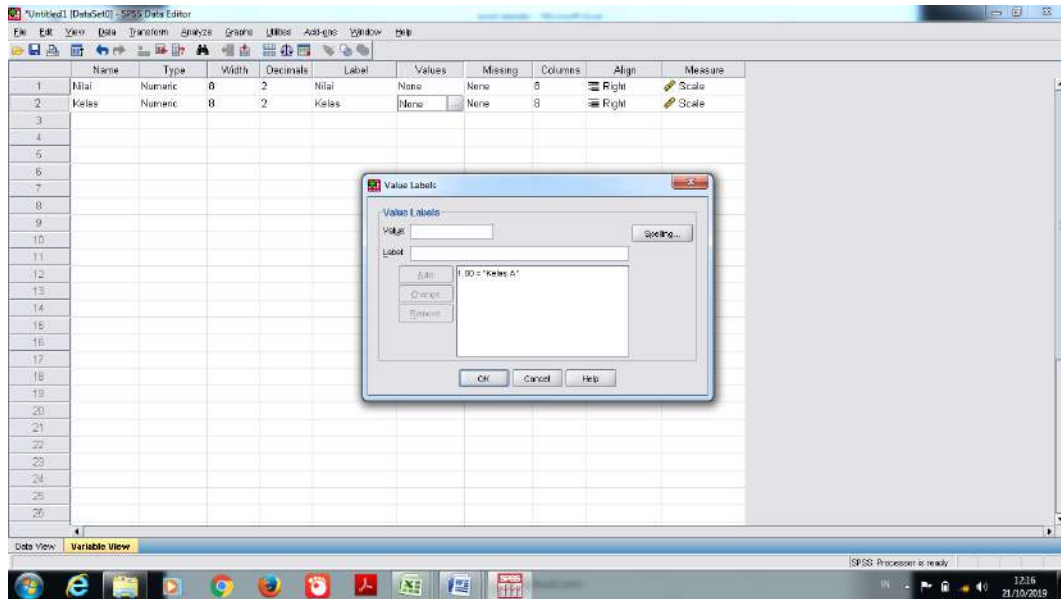 *Untitled1 [DataSet0] - SPSS Data Editor
File Edit View Data Transform Analyze Graphs Utilities Add-ons Window Help
Name Type Width Decimals Label Values Missing Columns Align Measure
1 Nilai Numeric 8 2 Nilai None None 8 Right Scale
2 Kelas Numeric 8 2 Kelas None ... None 8 Right Scale
3
4
5
6
7
8
9
10
11
12
13
14
15
16
17
18
19
20
21
22
23
24
25
26
Value Labels
Value Labels
Value:
Spelling...
Label:
Add
1.00 = "Kelas A"
Change
Remove
OK Cancel Help
Data View Variable View
SPSS Processor is ready
SPSS
IN 12:16
21/10/2019